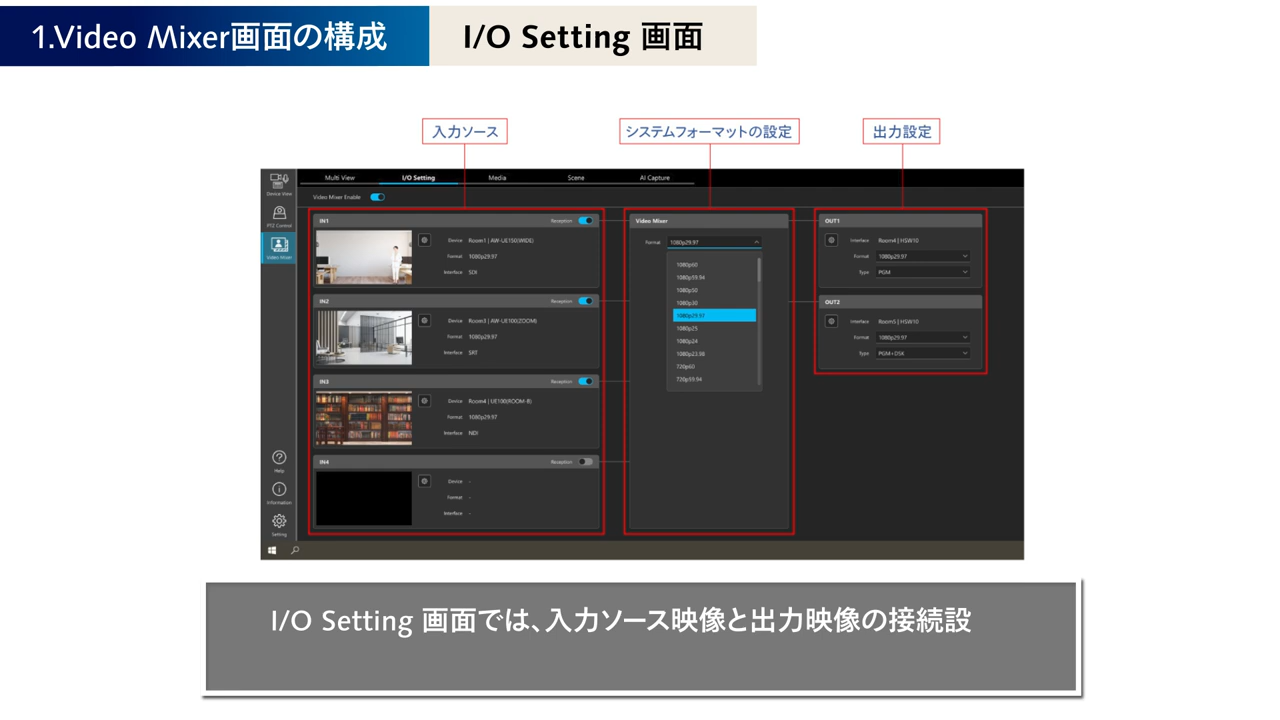 1.Video Mixer画面の構成
I/O Setting 画面
入力ソース
システムフォーマットの設定
出力設定
Device View
PTZ Control
Video Mixer
Help
Information
Setting
Multi View
I/O Setting
Media
Scene
AI Capture
Video Mixer Enable
IN1
Reception
Device Room1 | AW-UE150(WIDE)
Format 1080p29.97
Interface SDI
IN2
Reception
Device Room3 | AW-UE100(ZOOM)
Format 1080p29.97
Interface SRT
IN3
Reception
Device Room4 | UE100(ROOM-B)
Format 1080p29.97
Interface NDI
IN4
Reception
Device -
Format -
Interface -
Video Mixer
Format 1080p29.97
1080p60
1080p59.94
1080p50
1080p30
1080p29.97
1080p25
1080p24
1080p23.98
720p60
720p59.94
OUT1
Interface Room4 | HSW10
Format 1080p29.97
Type PGM
OUT2
Interface Room5 | HSW10
Format 1080p29.97
Type PGM+DSK
I/O Setting 画面では、入力ソース映像と出力映像の接続設